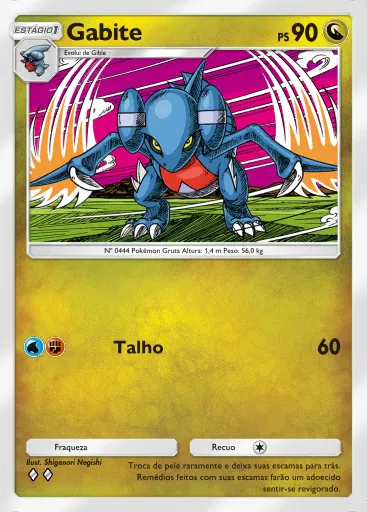 ESTÁGIO 1
Gabite
PS 90
Evolui de Gible
Nº 0444 Pokémon Gruta Altura: 1,4 m Peso: 56,0 kg
Talho 60
Fraqueza
Recuo
Ilust. Shigenori Negishi
Troca de pele raramente e deixa suas escamas para trás.
Remédios feitos com suas escamas farão um adoecido
sentir-se revigorado.